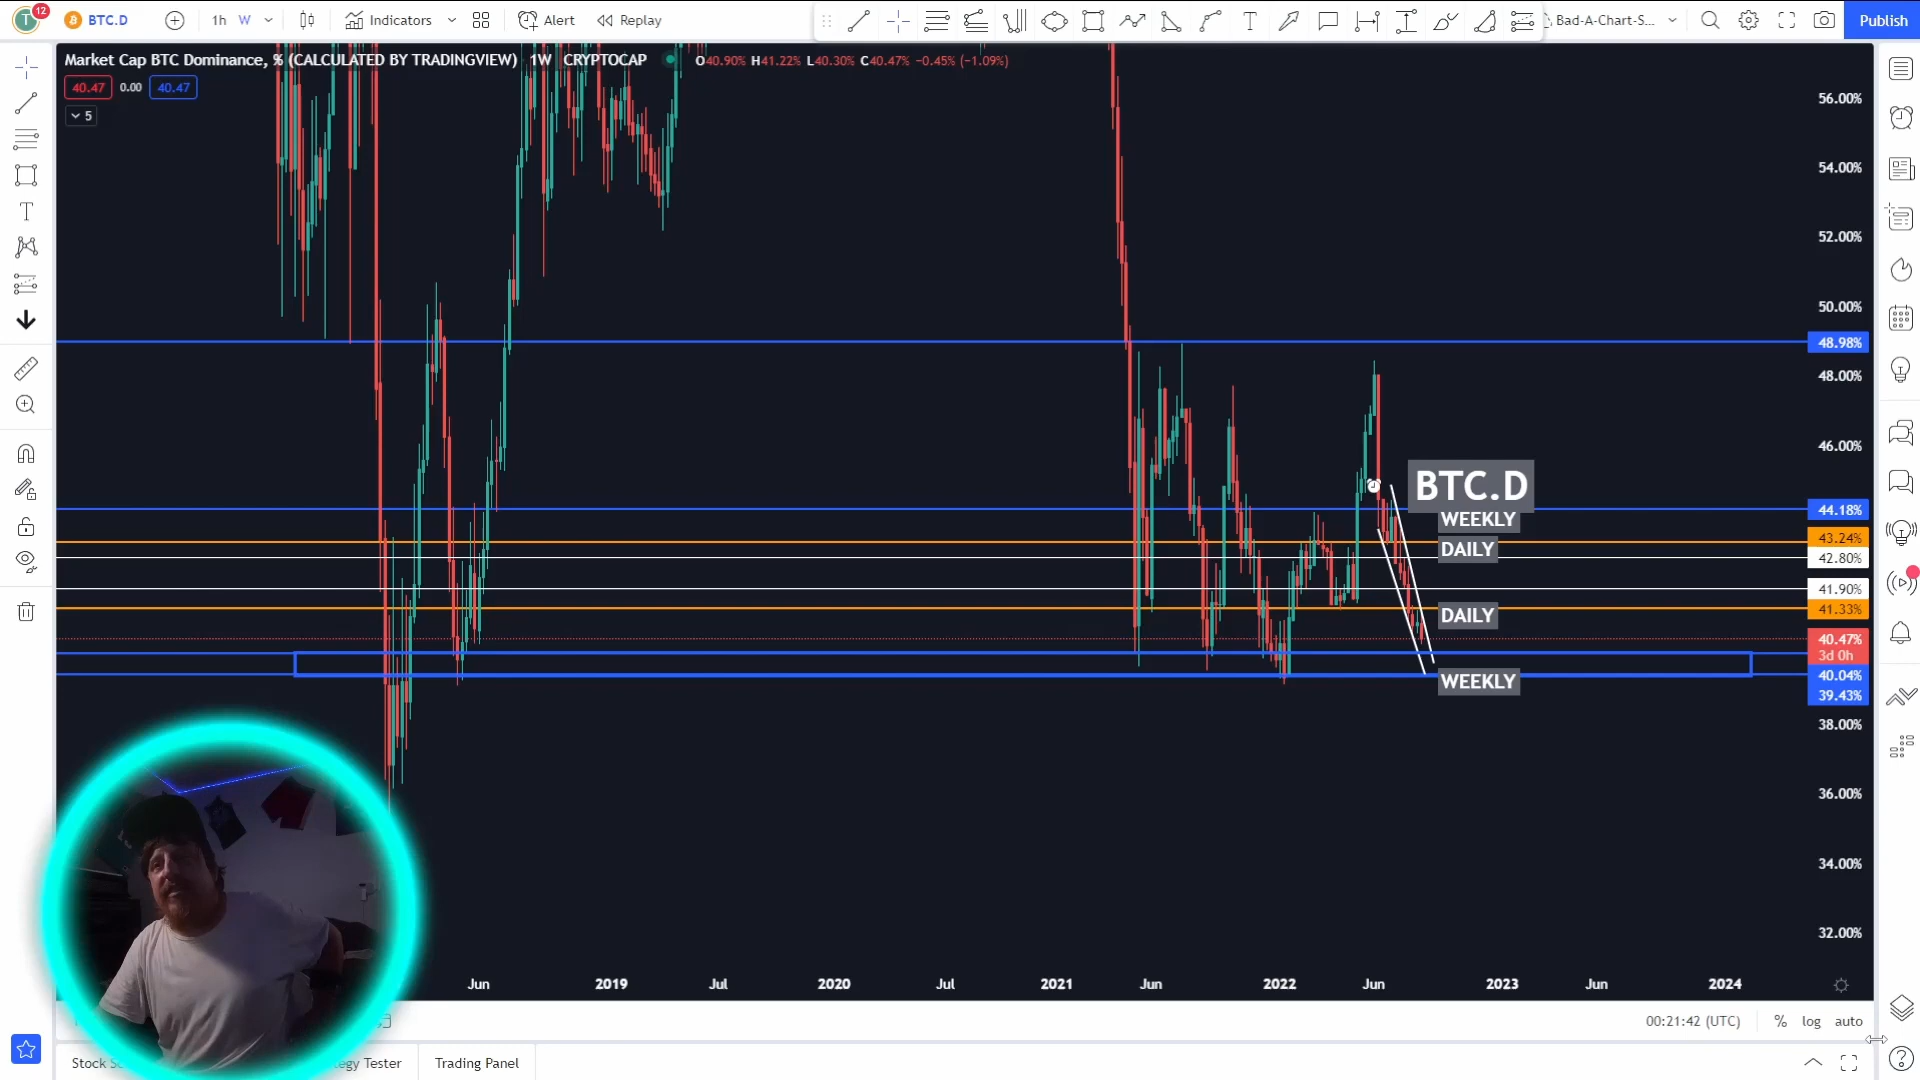 T 12 BTC.D 1h W Indicators Alert Replay Bad-A-Chart-S... Publish
Market Cap BTC Dominance, % (CALCULATED BY TRADINGVIEW) 1W CRYPTOCAP O40.90% H41.22% L40.30% C40.47% −0.45% (−1.09%)
40.47 0.00 40.47
5
56.00%
54.00%
52.00%
50.00%
48.98%
48.00%
46.00%
BTC.D
44.18%
WEEKLY
43.24%
DAILY
42.80%
41.90%
41.33%
DAILY
40.47%
3d 0h
40.04%
WEEKLY
39.43%
38.00%
36.00%
34.00%
32.00%
Jun 2019 Jul 2020 Jul 2021 Jun 2022 Jun 2023 Jun 2024
00:21:42 (UTC) % log auto
Stock Tester Trading Panel